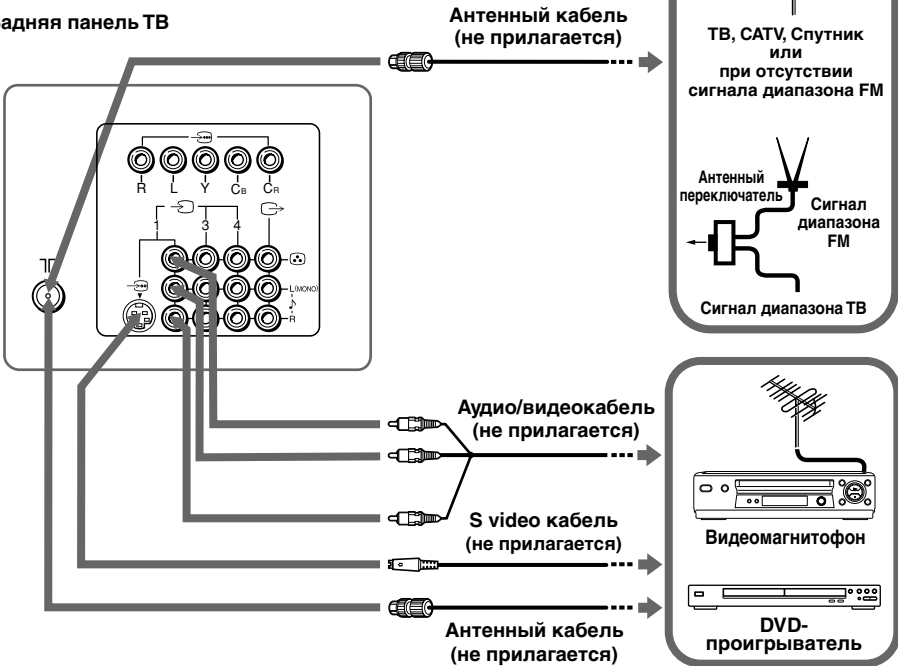 Задняя панель ТВ
Антенный кабель
(не прилагается)
ТВ, CATV, Спутник
или
при отсутствии
сигнала диапазона FM
Антенный
переключатель
Сигнал
диапазона
FM
Сигнал диапазона ТВ
R L Y CB CR
1 3 4
L(MONO)
R
Аудио/видеокабель
(не прилагается)
S video кабель
(не прилагается)
Антенный кабель
(не прилагается)
Видеомагнитофон
DVD-
проигрыватель